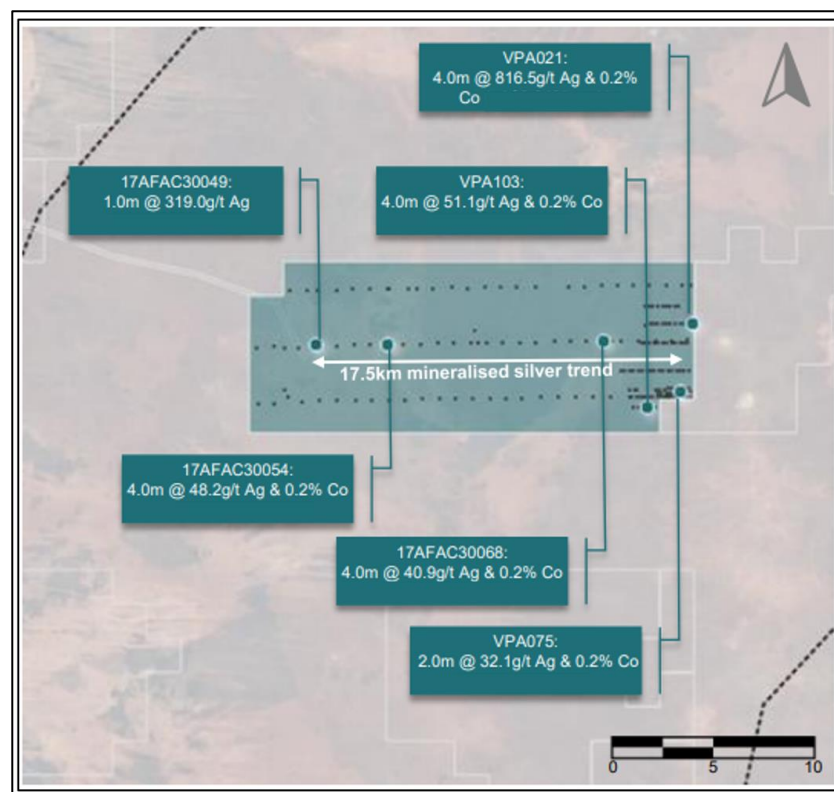 VPA021:
4.0m @ 816.5g/t Ag & 0.2%
Co
17AFAC30049:
1.0m @ 319.0g/t Ag
VPA103:
4.0m @ 51.1g/t Ag & 0.2% Co
17.5km mineralised silver trend
17AFAC30054:
4.0m @ 48.2g/t Ag & 0.2% Co
17AFAC30068:
4.0m @ 40.9g/t Ag & 0.2% Co
VPA075:
2.0m @ 32.1g/t Ag & 0.2% Co
0 5 10